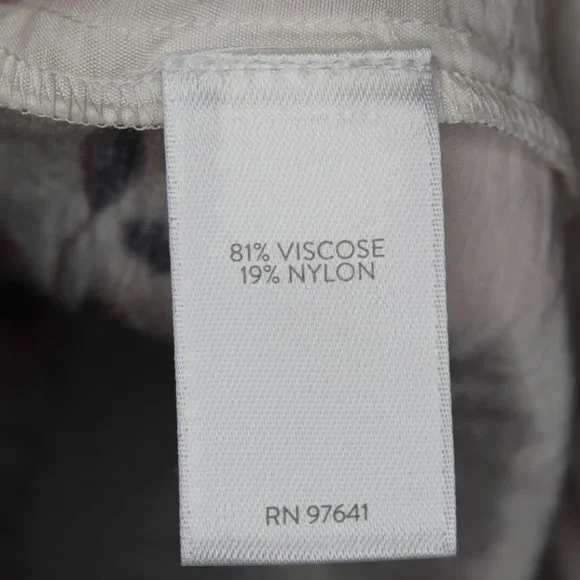 81% VISCOSE
19% NYLON
RN 97641